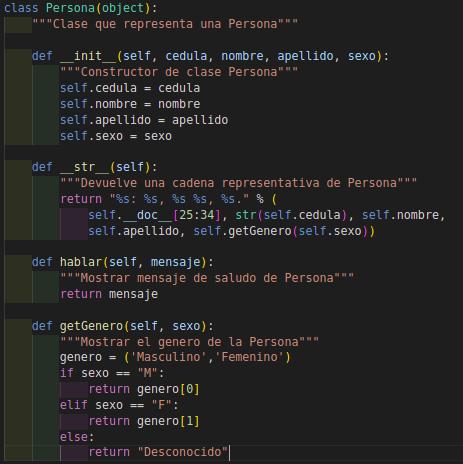 class Persona(object):
    """Clase que representa una Persona"""

    def __init__(self, cedula, nombre, apellido, sexo):
        """Constructor de clase Persona"""
        self.cedula = cedula
        self.nombre = nombre
        self.apellido = apellido
        self.sexo = sexo

    def __str__(self):
        """Devuelve una cadena representativa de Persona"""
        return "%s: %s, %s %s, %s." % (
            self.__doc__[25:34], str(self.cedula), self.nombre,
            self.apellido, self.getGenero(self.sexo))

    def hablar(self, mensaje):
        """Mostrar mensaje de saludo de Persona"""
        return mensaje

    def getGenero(self, sexo):
        """Mostrar el genero de la Persona"""
        genero = ('Masculino','Femenino')
        if sexo == "M":
            return genero[0]
        elif sexo == "F":
            return genero[1]
        else:
            return "Desconocido"